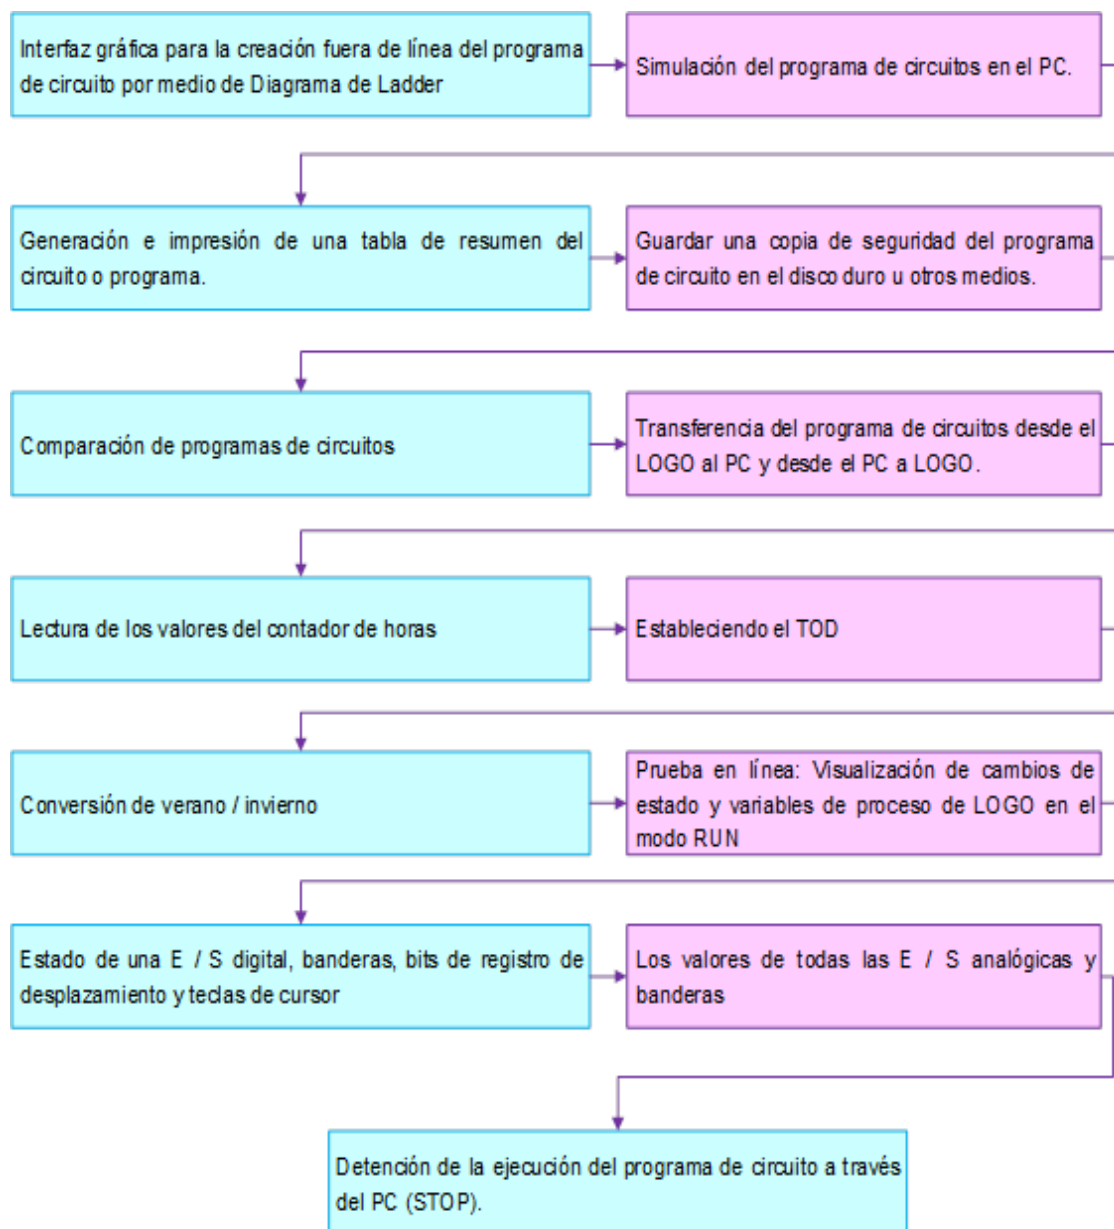 Interfaz gráfica para la creación fuera de línea del programa
de circuito por medio de Diagrama de Ladder
Simulación del programa de circuitos en el PC.
Generación e impresión de una tabla de resumen del
circuito o programa.
Guardar una copia de seguridad del programa
de circuito en el disco duro u otros medios.
Comparación de programas de circuitos
Transferencia del programa de circuitos desde el
LOGO al PC y desde el PC a LOGO.
Lectura de los valores del contador de horas
Estableciendo el TOD
Conversión de verano / invierno
Prueba en línea: Visualización de cambios de
estado y variables de proceso de LOGO en el
modo RUN
Estado de una E / S digital, banderas, bits de registro de
desplazamiento y teclas de cursor
Los valores de todas las E / S analógicas y
banderas
Detención de la ejecución del programa de circuito a través
del PC (STOP).